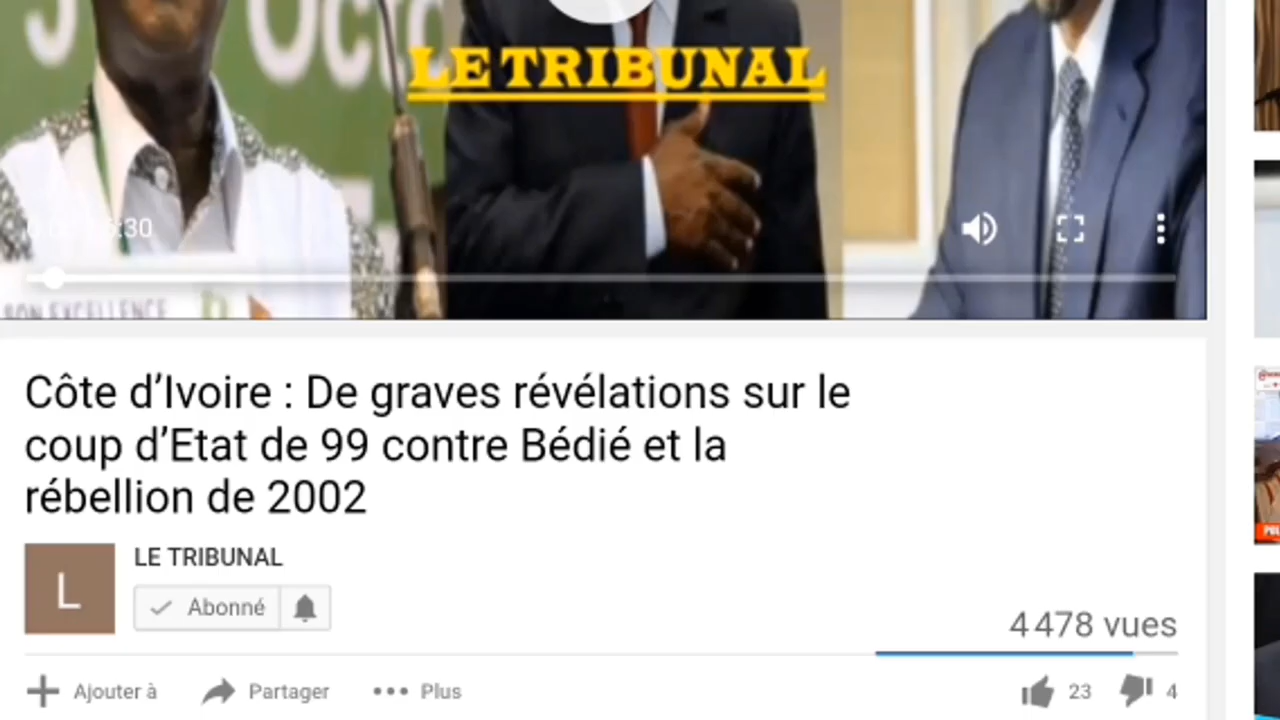 LE TRIBUNAL
Côte d’Ivoire : De graves révélations sur le
coup d’Etat de 99 contre Bédié et la
rébellion de 2002
L
LE TRIBUNAL
Abonné
4 478 vues
Ajouter à
Partager
Plus
23
4